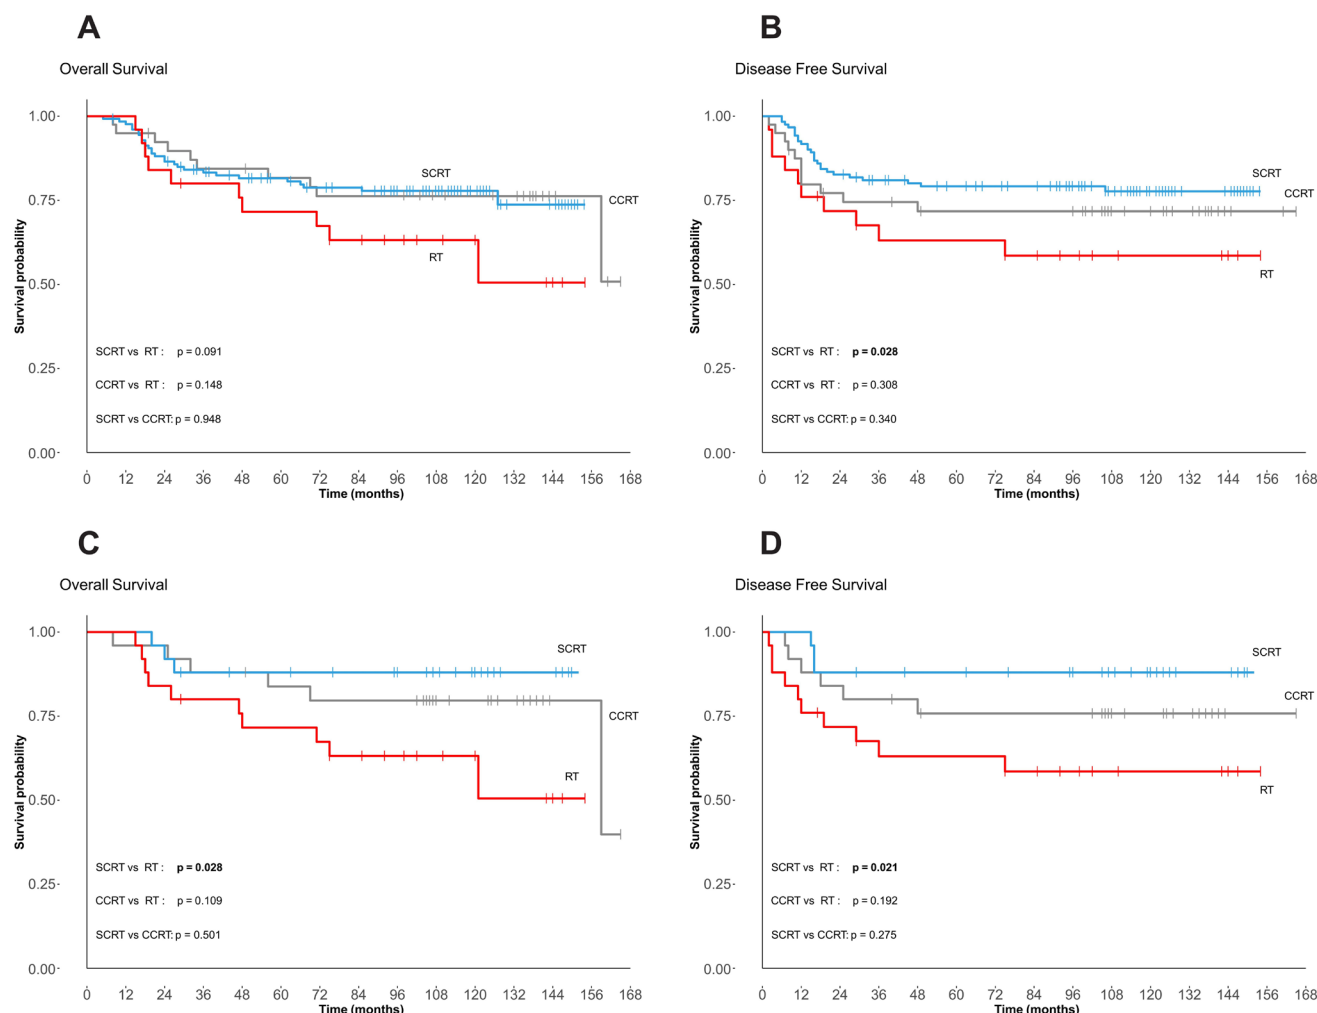 A
Overall Survival
1.00
0.75
0.50
0.25
0.00
Survival probability
SCRT
CCRT
RT
SCRT vs RT : p = 0.091
CCRT vs RT : p = 0.148
SCRT vs CCRT: p = 0.948
0 12 24 36 48 60 72 84 96 108 120 132 144 156 168
Time (months)
B
Disease Free Survival
1.00
0.75
0.50
0.25
0.00
Survival probability
SCRT
CCRT
RT
SCRT vs RT : p = 0.028
CCRT vs RT : p = 0.308
SCRT vs CCRT: p = 0.340
0 12 24 36 48 60 72 84 96 108 120 132 144 156 168
Time (months)
C
Overall Survival
1.00
0.75
0.50
0.25
0.00
Survival probability
SCRT
CCRT
RT
SCRT vs RT : p = 0.028
CCRT vs RT : p = 0.109
SCRT vs CCRT: p = 0.501
0 12 24 36 48 60 72 84 96 108 120 132 144 156 168
Time (months)
D
Disease Free Survival
1.00
0.75
0.50
0.25
0.00
Survival probability
SCRT
CCRT
RT
SCRT vs RT : p = 0.021
CCRT vs RT : p = 0.192
SCRT vs CCRT: p = 0.275
0 12 24 36 48 60 72 84 96 108 120 132 144 156 168
Time (months)